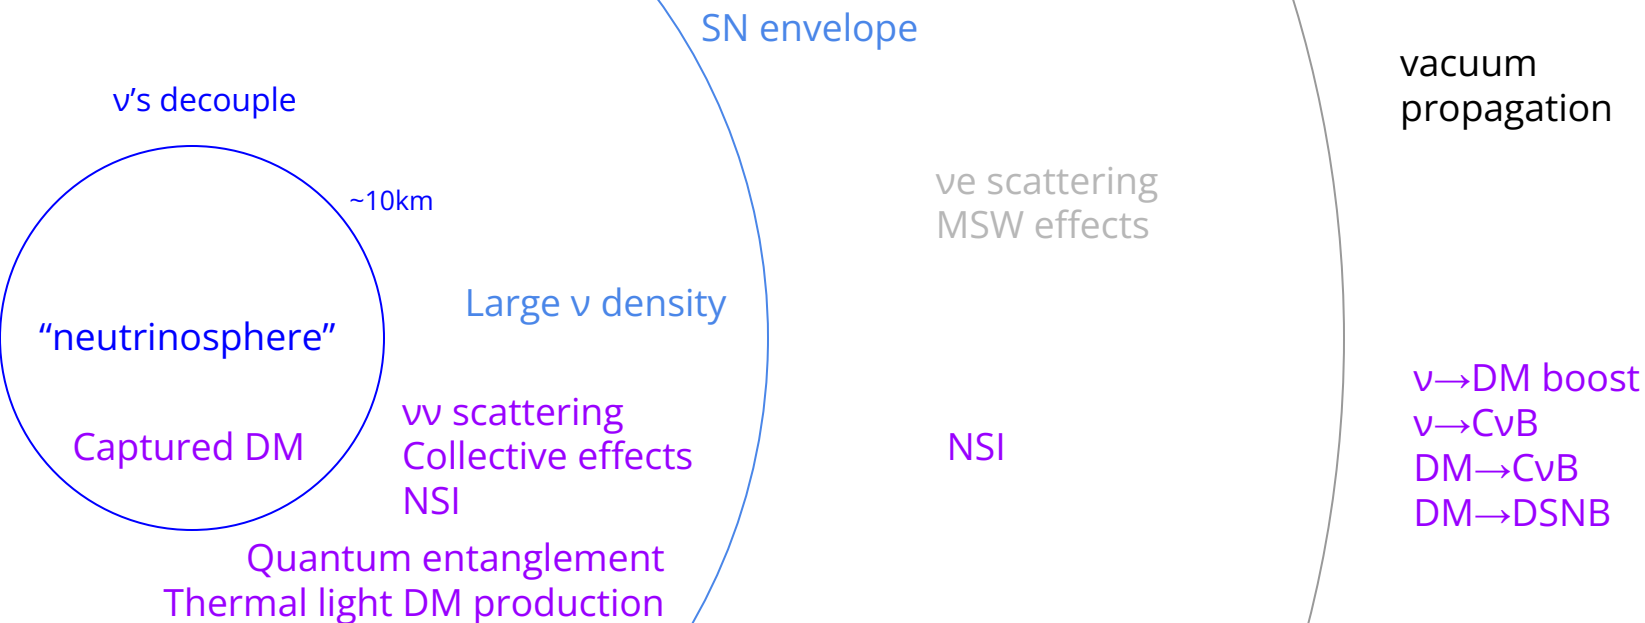 SN envelope
vacuum
propagation
ν’s decouple
~10km
νe scattering
MSW effects
Large ν density
“neutrinosphere”
Captured DM
νν scattering
Collective effects
NSI
NSI
ν→DM boost
ν→CνB
DM→CνB
DM→DSNB
Quantum entanglement
Thermal light DM production